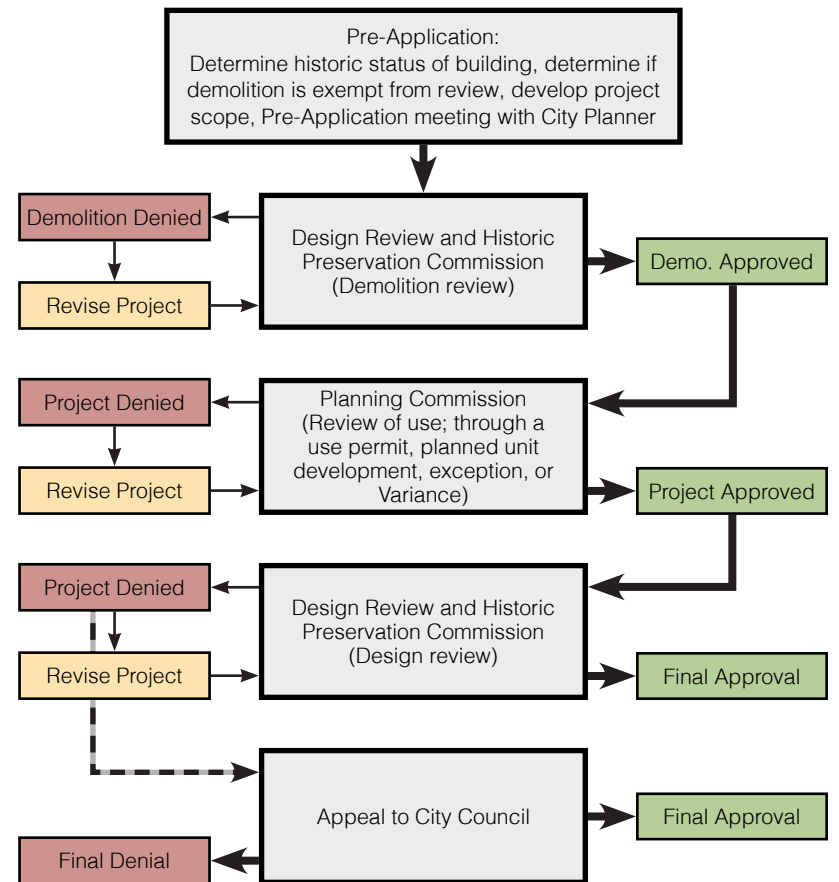 Pre-Application:
Determine historic status of building, determine if
demolition is exempt from review, develop project
scope, Pre-Application meeting with City Planner
Demolition Denied
Revise Project
Design Review and Historic
Preservation Commission
(Demolition review)
Demo. Approved
Project Denied
Revise Project
Planning Commission
(Review of use; through a
use permit, planned unit
development, exception, or
Variance)
Project Approved
Project Denied
Revise Project
Design Review and Historic
Preservation Commission
(Design review)
Final Approval
Appeal to City Council
Final Approval
Final Denial